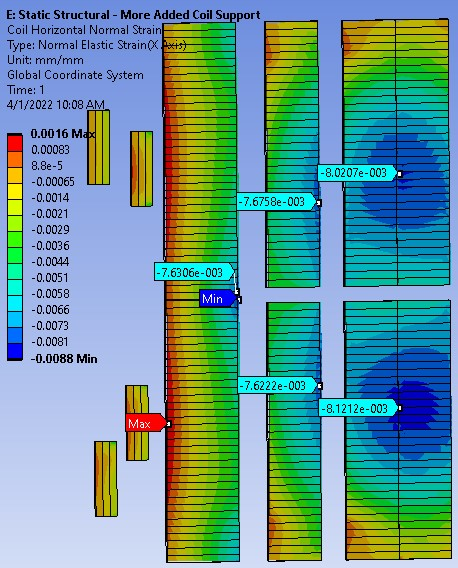 E: Static Structural - More Added Coil Support
Coil Horizontal Normal Strain
Type: Normal Elastic Strain(X Axis)
Unit: mm/mm
Global Coordinate System
Time: 1
4/1/2022 10:08 AM
0.0016 Max
0.00083
8.8e-5
-0.00065
-0.0014
-0.0021
-0.0029
-0.0036
-0.0044
-0.0051
-0.0058
-0.0066
-0.0073
-0.0081
-0.0088 Min
-8.0207e-003
-7.6758e-003
-7.6306e-003
Min
-7.6222e-003
-8.1212e-003
Max